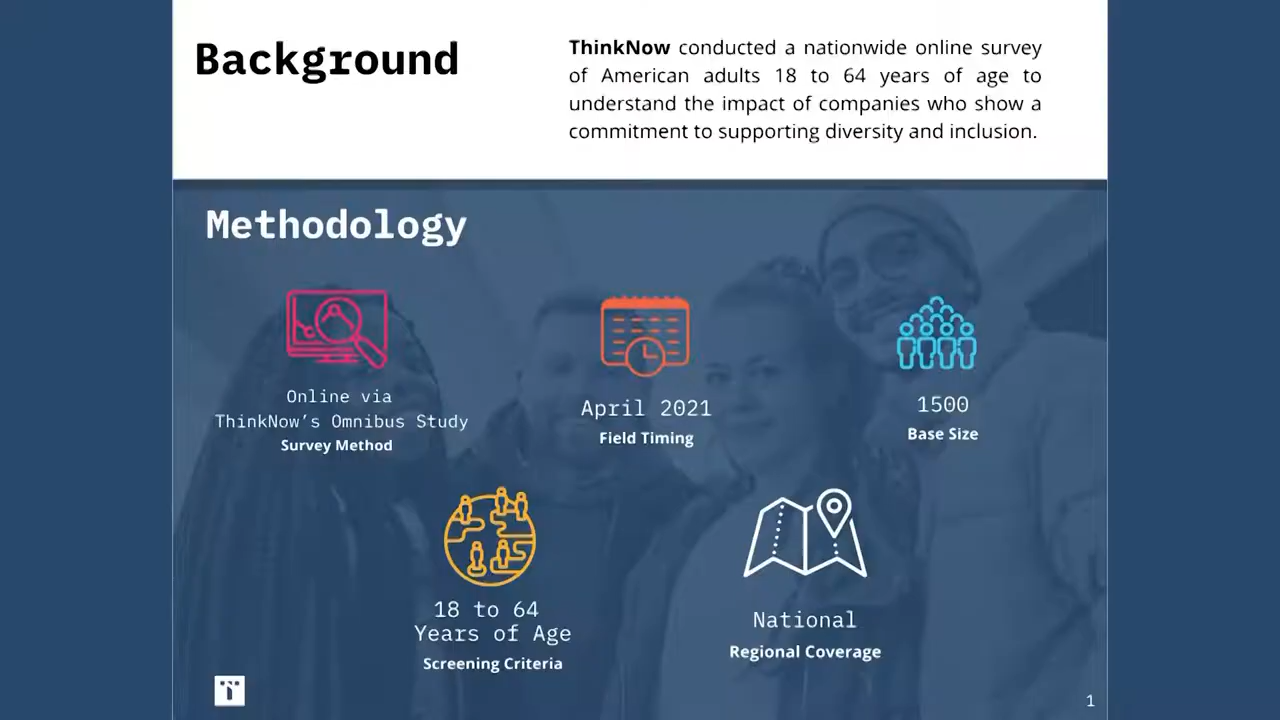 Background
ThinkNow conducted a nationwide online survey
of American adults 18 to 64 years of age to
understand the impact of companies who show a
commitment to supporting diversity and inclusion.
Methodology
Online via
ThinkNow’s Omnibus Study
Survey Method
April 2021
Field Timing
1500
Base Size
18 to 64
Years of Age
Screening Criteria
National
Regional Coverage
T
1